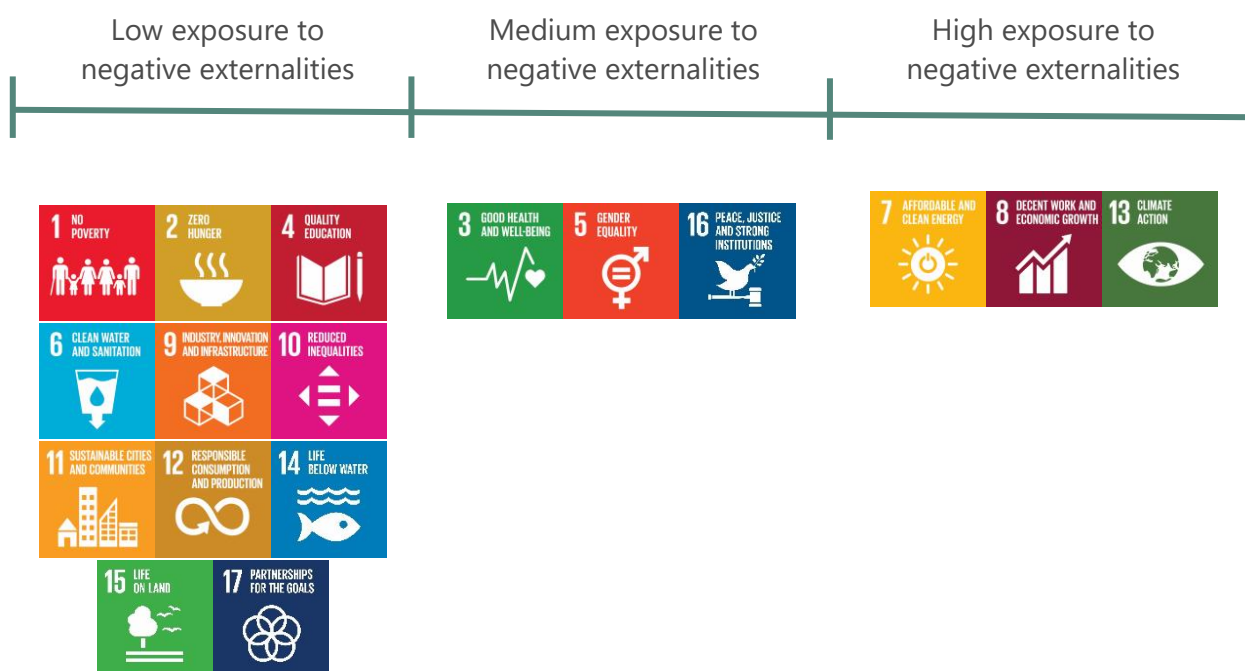 Low exposure to
negative externalities
Medium exposure to
negative externalities
High exposure to
negative externalities
1 NO
POVERTY
2 ZERO
HUNGER
4 QUALITY
EDUCATION
6 CLEAN WATER
AND SANITATION
9 INDUSTRY, INNOVATION
AND INFRASTRUCTURE
10 REDUCED
INEQUALITIES
11 SUSTAINABLE CITIES
AND COMMUNITIES
12 RESPONSIBLE
CONSUMPTION
AND PRODUCTION
14 LIFE
BELOW WATER
15 LIFE
ON LAND
17 PARTNERSHIPS
FOR THE GOALS
3 GOOD HEALTH
AND WELL-BEING
5 GENDER
EQUALITY
16 PEACE, JUSTICE
AND STRONG
INSTITUTIONS
7 AFFORDABLE AND
CLEAN ENERGY
8 DECENT WORK AND
ECONOMIC GROWTH
13 CLIMATE
ACTION